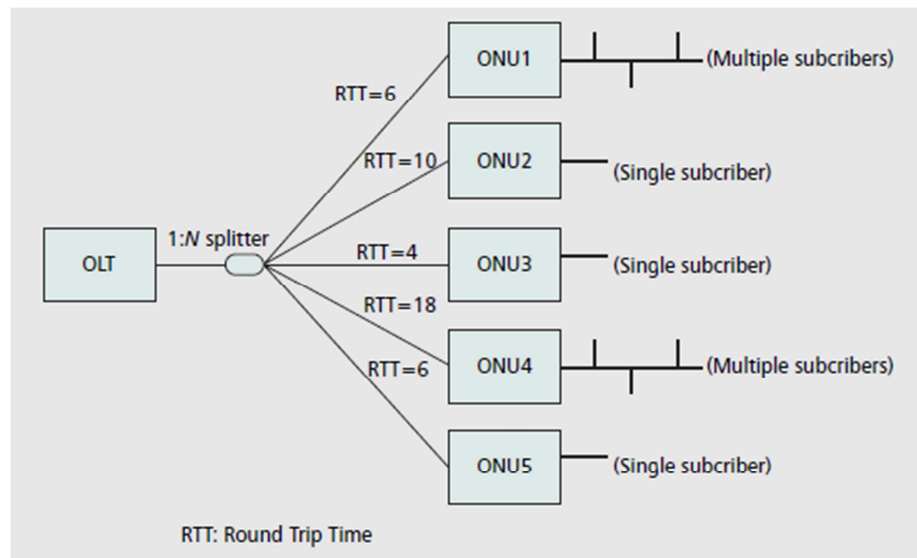 ONU1
(Multiple subcribers)
RTT=6
ONU2
RTT=10
(Single subcriber)
1:N splitter
OLT
RTT=4
ONU3
(Single subcriber)
RTT=18
ONU4
(Multiple subcribers)
RTT=6
ONU5
(Single subcriber)
RTT: Round Trip Time